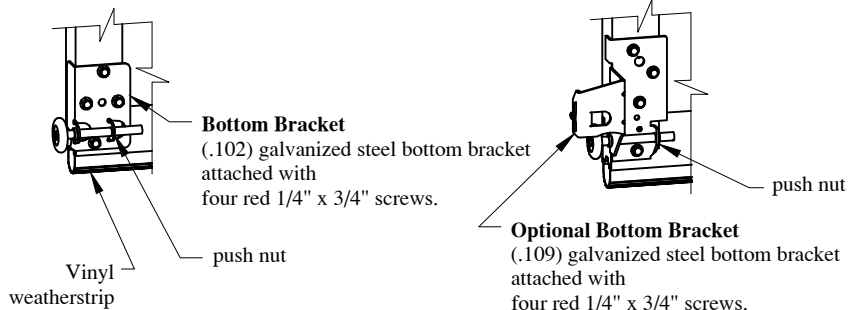 Bottom Bracket
(.102) galvanized steel bottom bracket
attached with
four red 1/4" x 3/4" screws.
push nut
Vinyl
weatherstrip
push nut
Optional Bottom Bracket
(.109) galvanized steel bottom bracket
attached with
four red 1/4" x 3/4" screws.